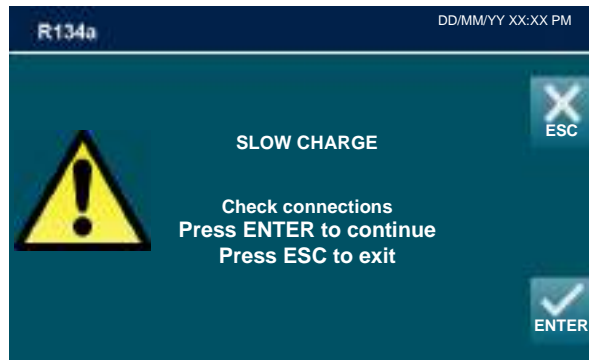 R134a
DD/MM/YY XX:XX PM
ESC
SLOW CHARGE
Check connections
Press ENTER to continue
Press ESC to exit
ENTER